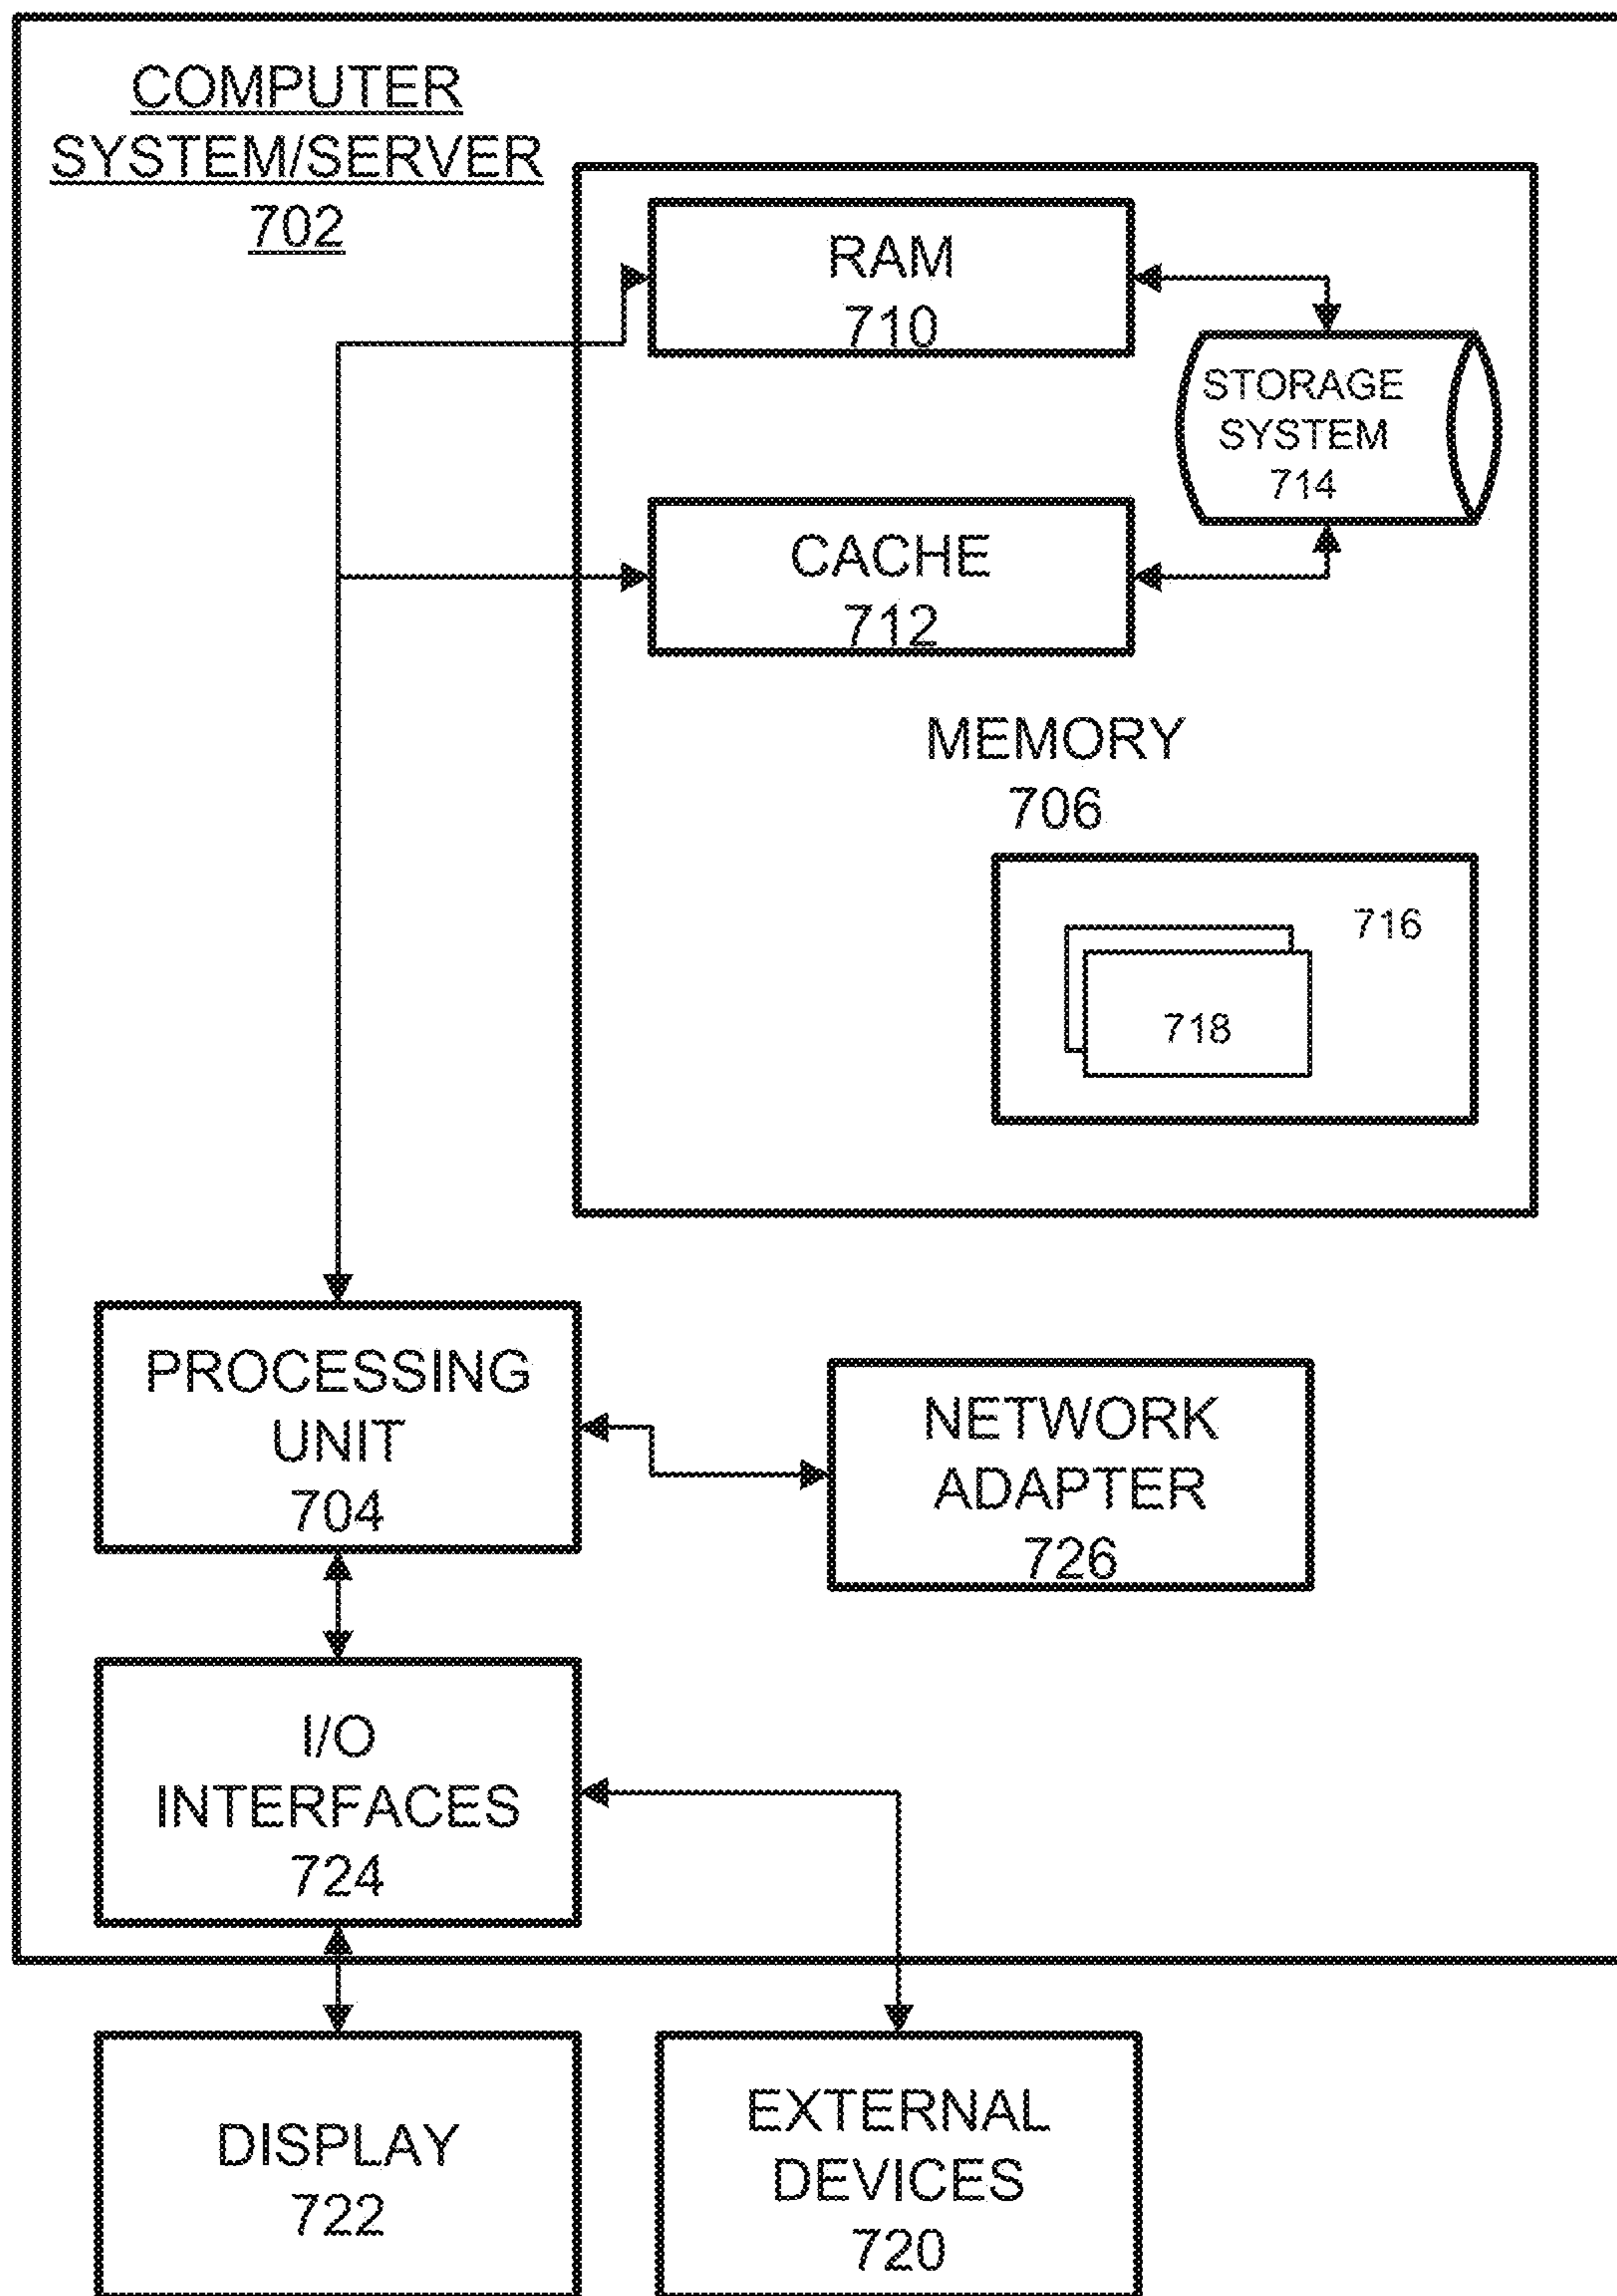 COMPUTER
SYSTEM/SERVER
702
RAM
710
STORAGE
SYSTEM
714
CACHE
712
MEMORY
706
716
718
PROCESSING
UNIT
704
NETWORK
ADAPTER
726
I/O
INTERFACES
724
DISPLAY
722
EXTERNAL
DEVICES
720